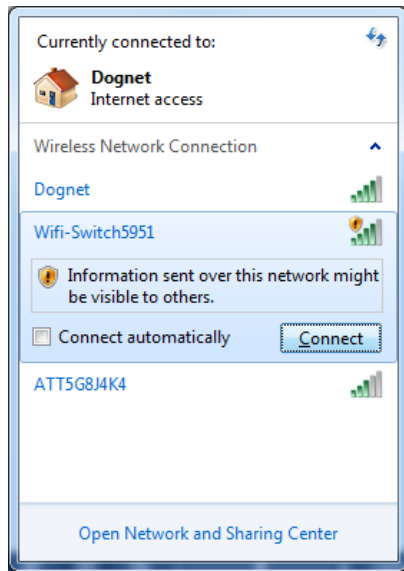 Currently connected to:
Dognet
Internet access
Wireless Network Connection
Dognet
Wifi-Switch5951
Information sent over this network might
be visible to others.
Connect automatically
Connect
ATT5G8J4K4
Open Network and Sharing Center